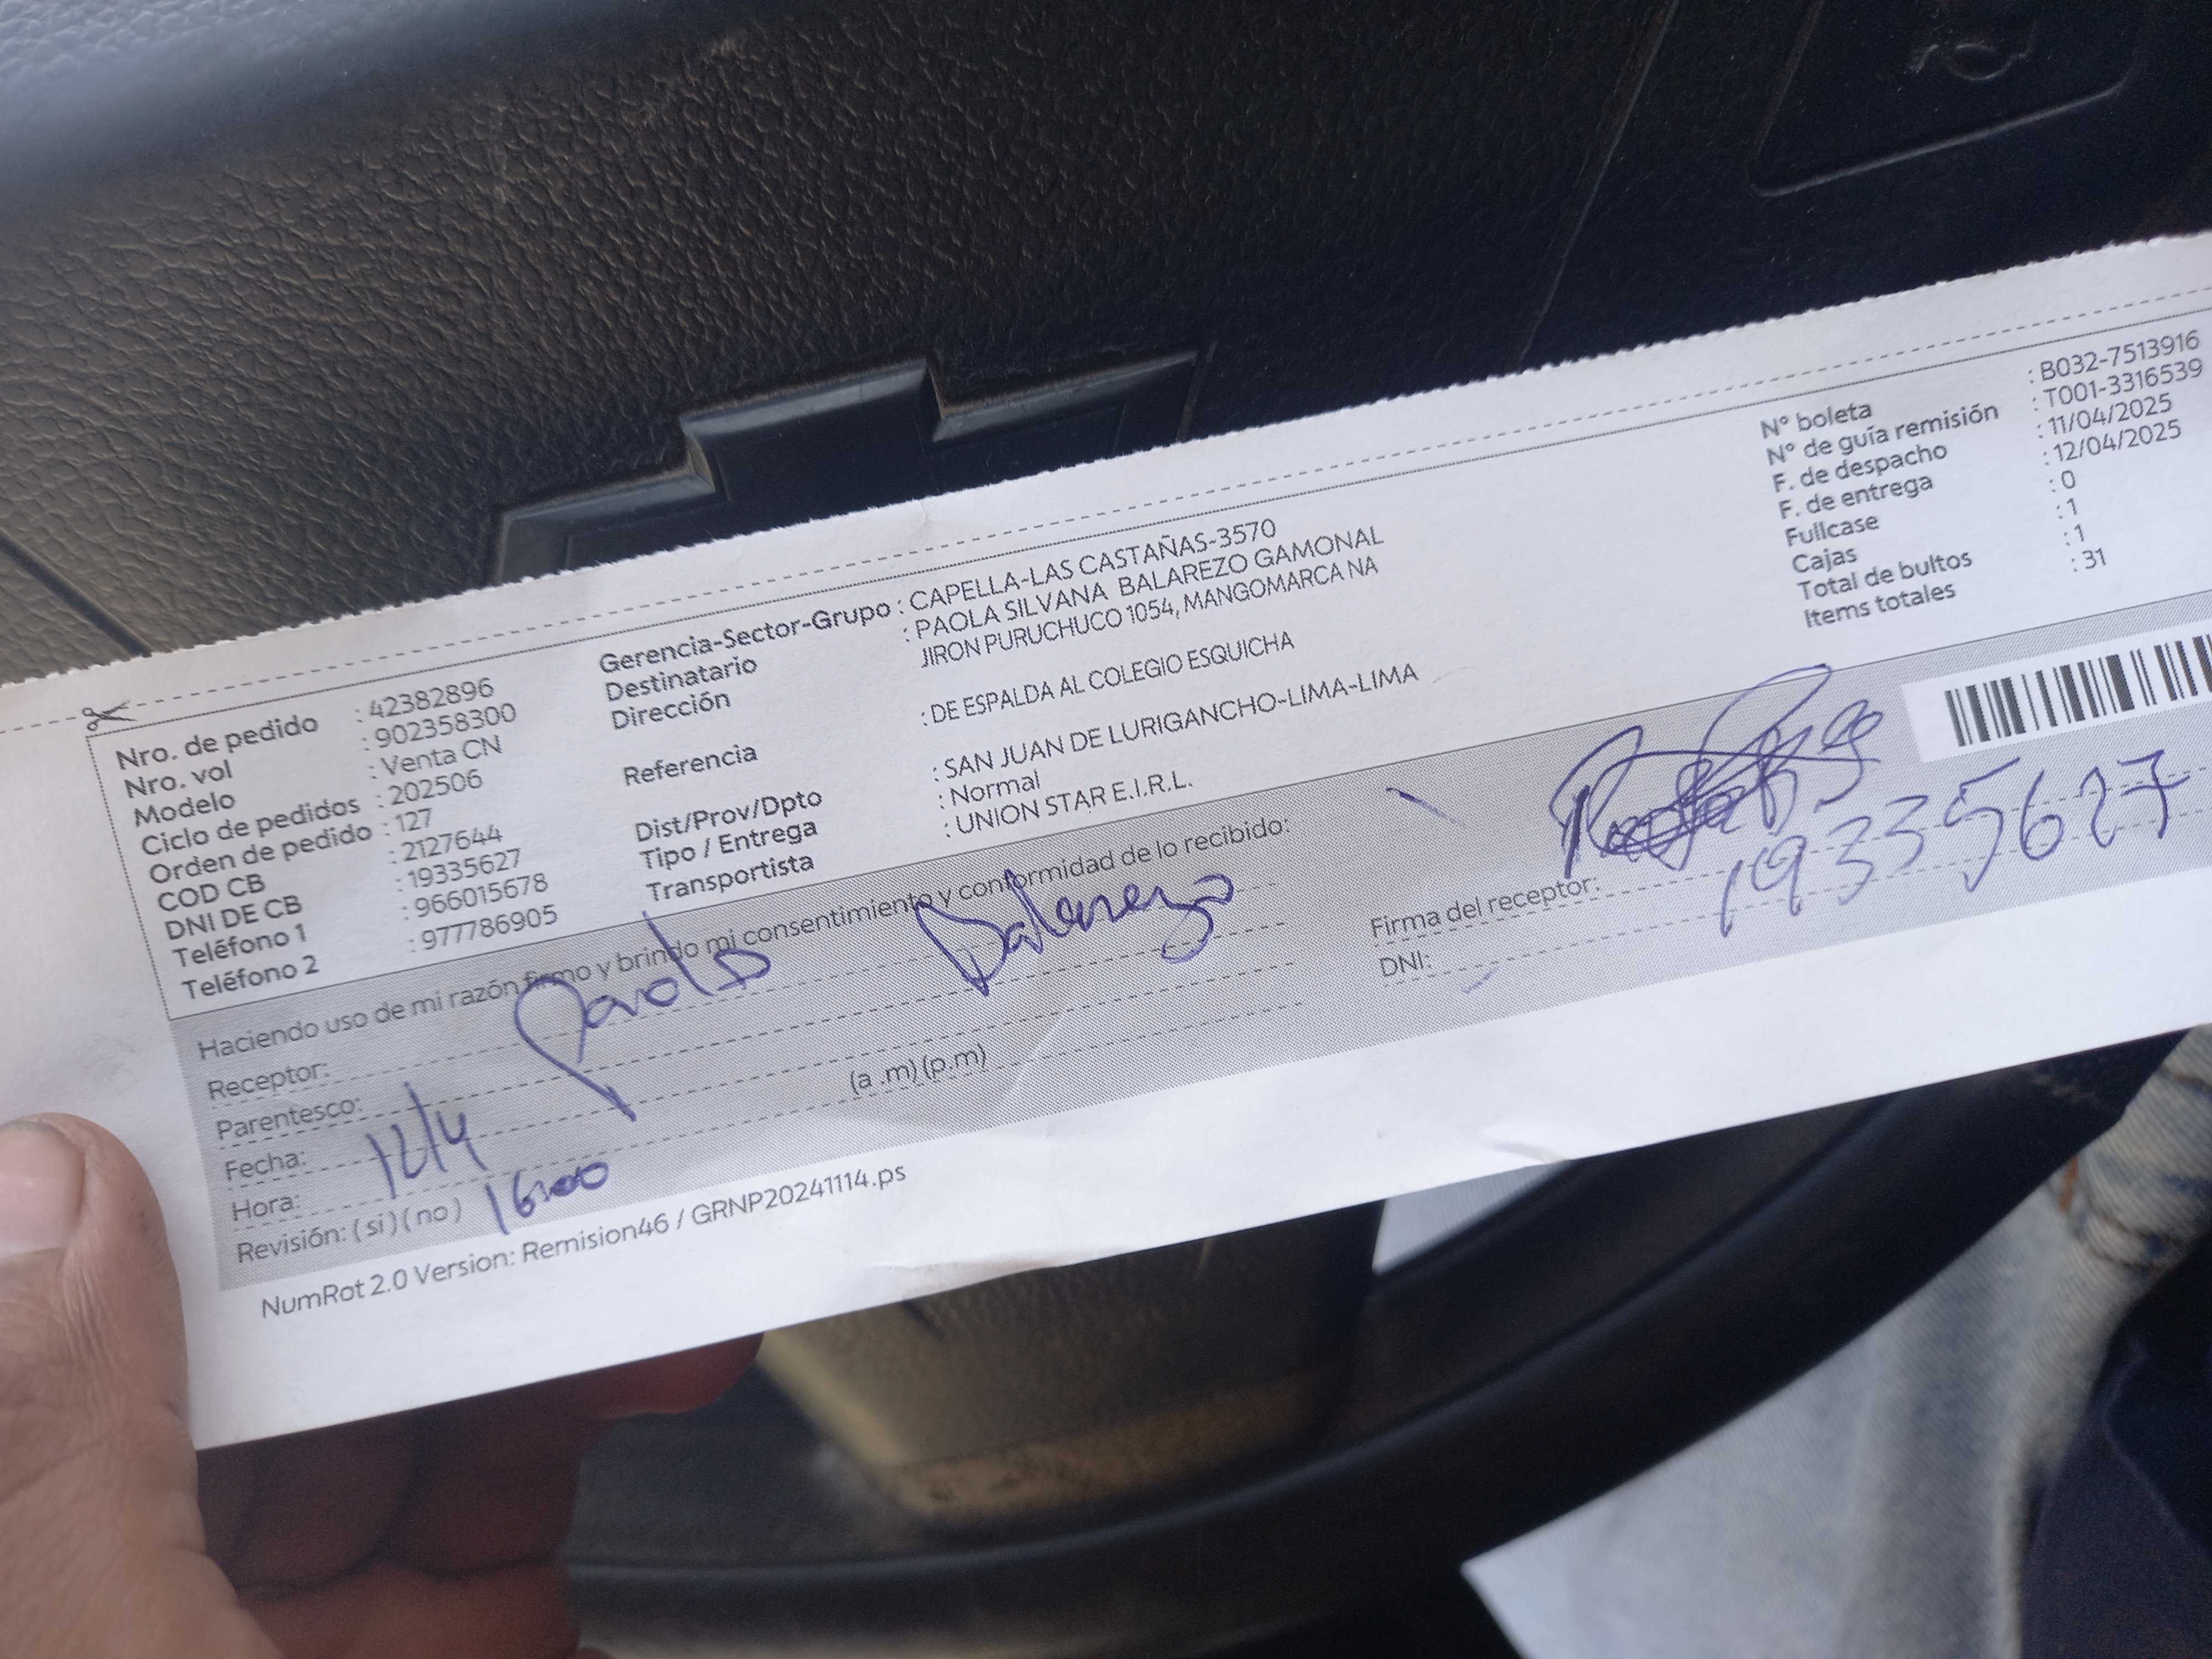 Nro. de pedido : 42382896
Nro. vol : 902358300
Modelo : Venta CN
Ciclo de pedidos : 202506
Orden de pedido : 127
COD CB : 2127644
DNI DE CB : 19335627
Teléfono 1 : 966015678
Teléfono 2 : 977786905
Gerencia-Sector-Grupo : CAPELLA-LAS CASTAÑAS-3570
Destinatario : PAOLA SILVANA BALAREZO GAMONAL
Dirección JIRON PURUCHUCO 1054, MANGOMARCA NA
Referencia : DE ESPALDA AL COLEGIO ESQUICHA
Dist/Prov/Dpto : SAN JUAN DE LURIGANCHO-LIMA-LIMA
Tipo / Entrega : Normal
Transportista : UNION STAR E.I.R.L.
N° boleta : B032-7513916
N° de guía remisión : T001-3316539
F. de despacho : 11/04/2025
F. de entrega : 12/04/2025
Fullcase : 0
Cajas : 1
Total de bultos : 1
Items totales : 31
Haciendo uso de mi razón firmo y brindo mi consentimiento y conformidad de lo recibido:
Receptor: Paola Balarezo
Parentesco:
Fecha: 12/4
Hora: 16:00 (a .m) (p.m)
Revisión: ( si ) ( no )
Firma del receptor:
DNI: 19335627
NumRot 2.0 Version: Remision46 / GRNP20241114.ps